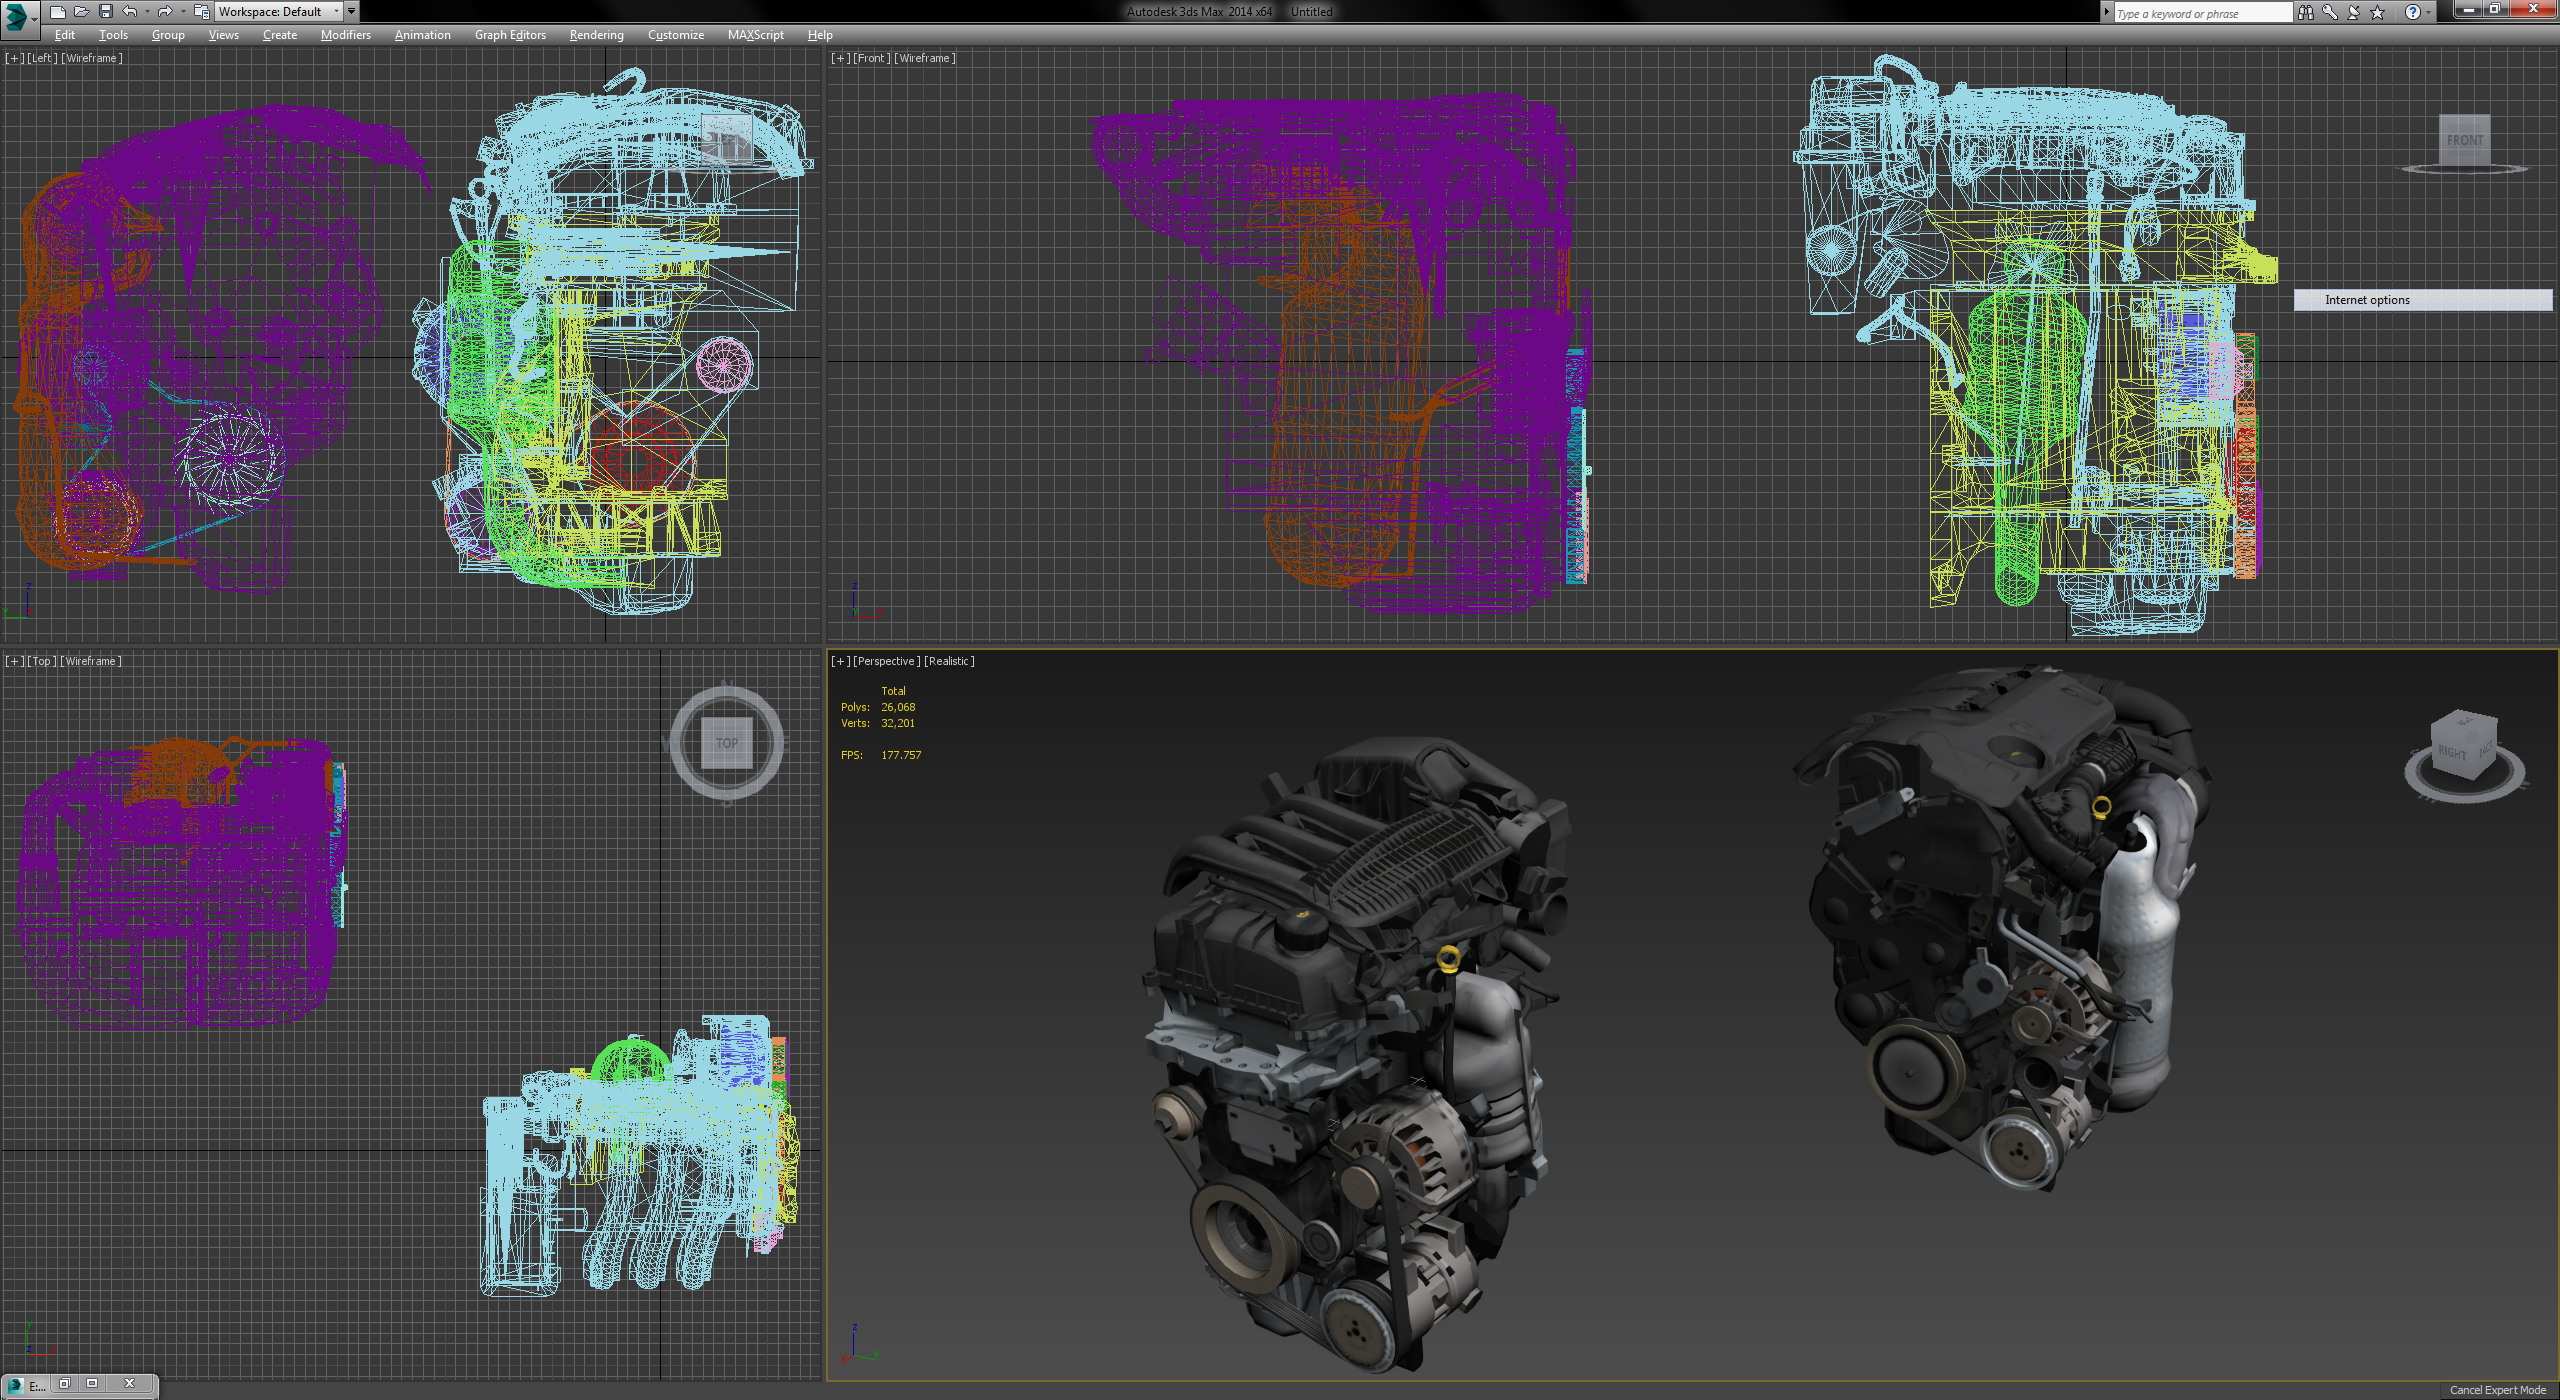 Workspace: Default
Autodesk 3ds Max 2014 x64 Untitled
Type a keyword or phrase
Edit Tools Group Views Create Modifiers Animation Graph Editors Rendering Customize MAXScript Help
[+] [Left ] [Wireframe ]
[+] [Front ] [Wireframe ]
FRONT
Internet options
[+] [Top ] [Wireframe ]
TOP
[+] [Perspective ] [Realistic ]
Total
Polys: 26,068
Verts: 32,201
FPS: 177.757
RIGHT
E:...
Cancel Expert Mode